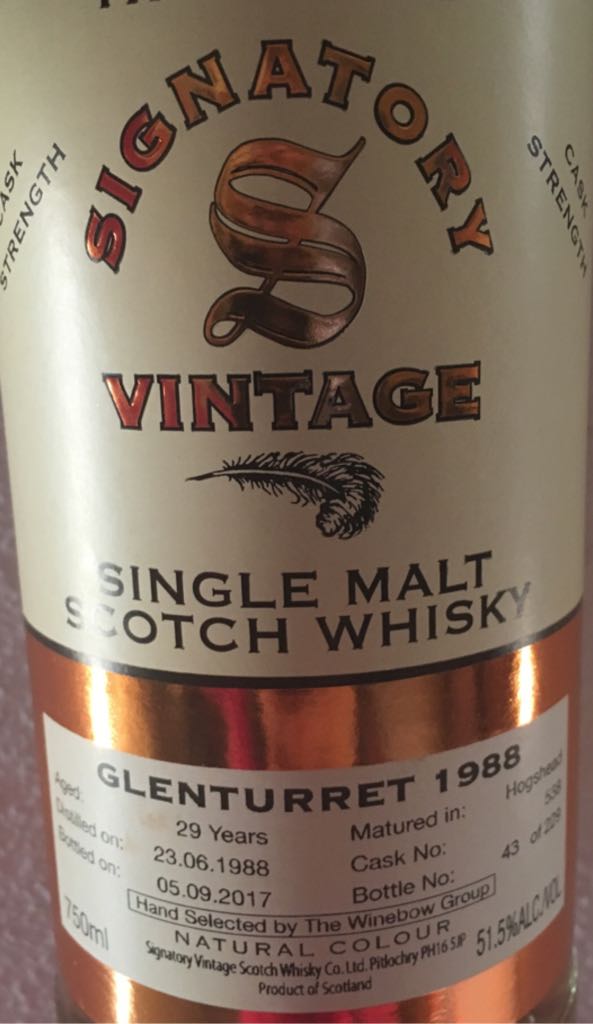 SIGNATORY
S
VINTAGE
CASK
STRENGTH
CASK
STRENGTH
SINGLE MALT
SCOTCH WHISKY
GLENTURRET 1988
Aged: 29 Years
Distilled on: 23.06.1988
Bottled on: 05.09.2017
Matured in: Hogshead
Cask No: 538
Bottle No: 43 of 229
Hand Selected by The Winebow Group
NATURAL COLOUR
750ml
51.5%ALC./VOL
Signatory Vintage Scotch Whisky Co. Ltd. Pitlochry PH16 5JP
Product of Scotland